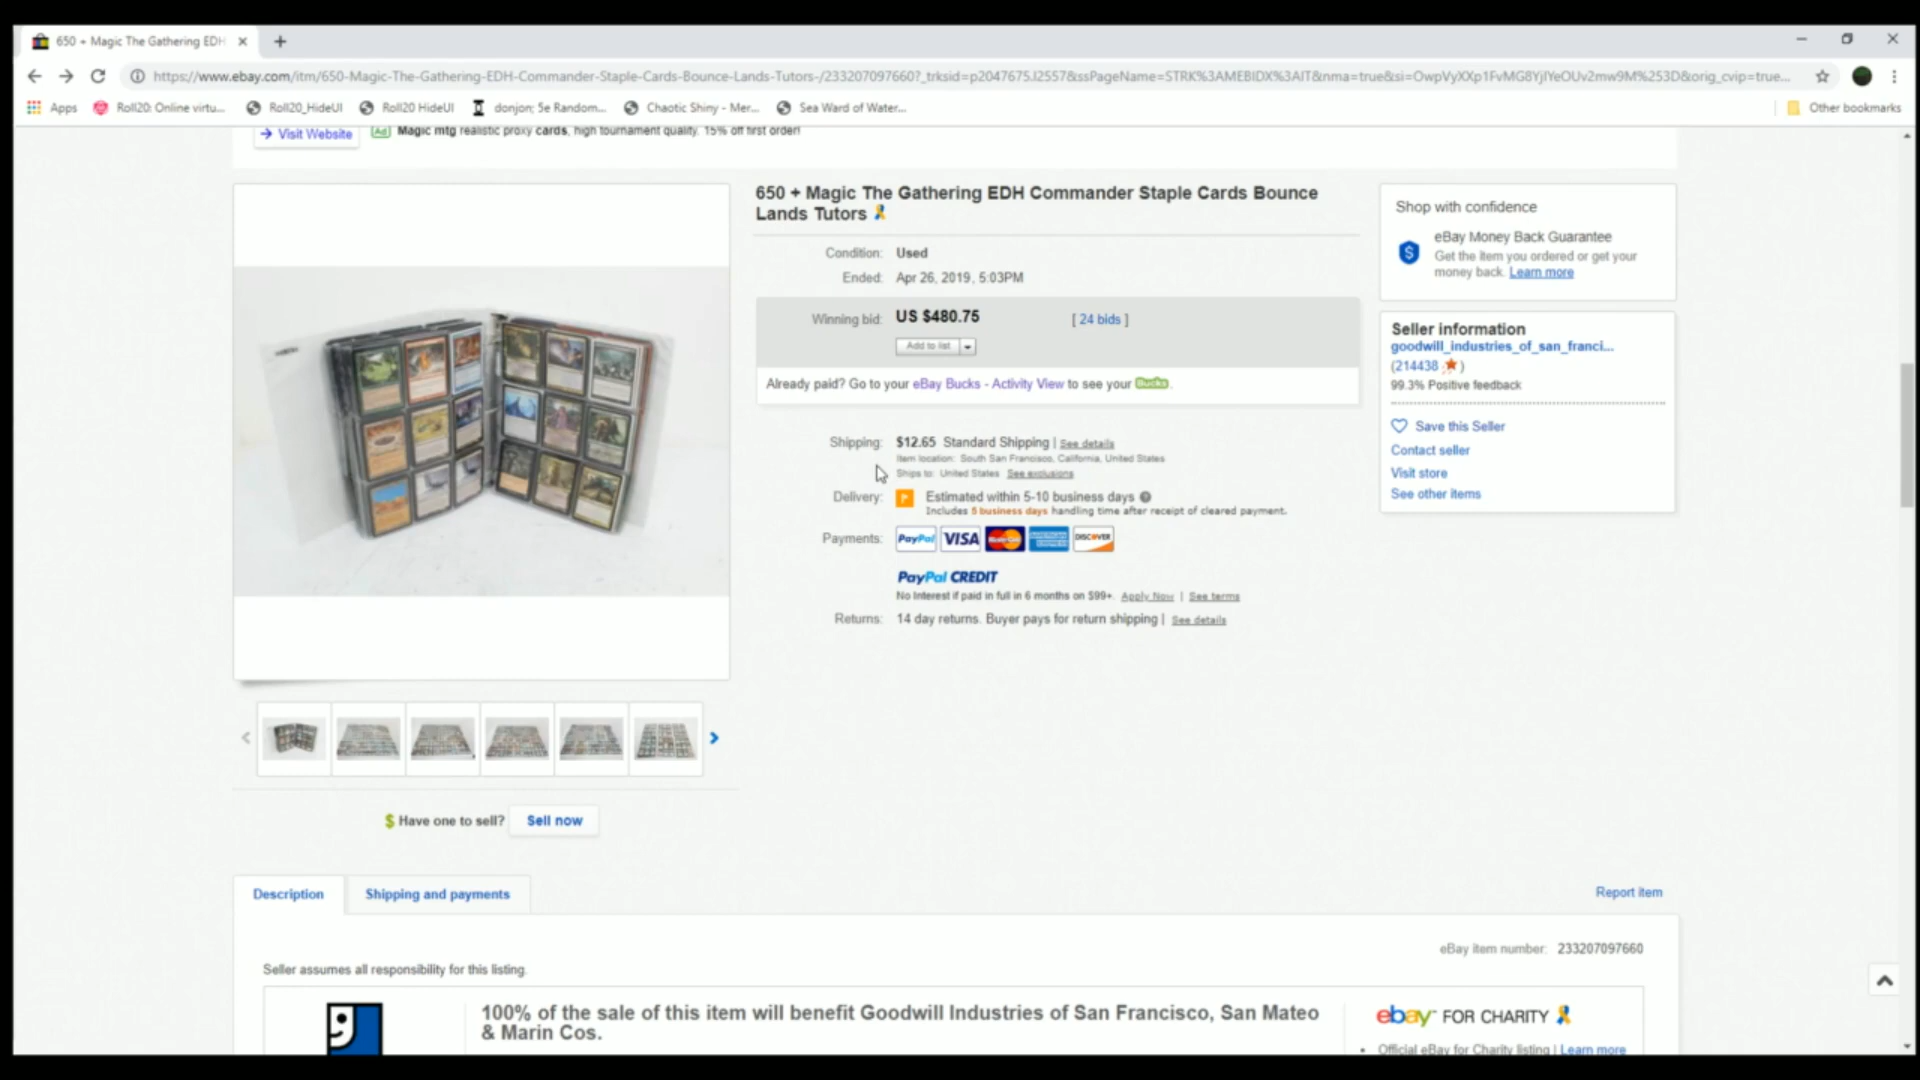 650 + Magic The Gathering EDH
https://www.ebay.com/itm/650-Magic-The-Gathering-EDH-Commander-Staple-Cards-Bounce-Lands-Tutors-/233207097660?_trksid=p2047675.l2557&ssPageName=STRK%3AMEBIDX%3AIT&nma=true&si=OwpVyXXp1FvMG8YjIYeOUv2mw9M%253D&orig_cvip=true...
Apps Roll20: Online virtu... Roll20_HideUI Roll20 HideUI donjon; 5e Random... Chaotic Shiny - Mer... Sea Ward of Water... Other bookmarks
Visit Website Ad Magic mtg realistic proxy cards, high tournament quality. 15% off first order!
650 + Magic The Gathering EDH Commander Staple Cards Bounce
Lands Tutors
Condition: Used
Ended: Apr 26, 2019, 5:03PM
Winning bid: US $480.75 [ 24 bids ]
Add to list
Already paid? Go to your eBay Bucks - Activity View to see your Bucks.
Shipping: $12.65 Standard Shipping | See details
Item location: South San Francisco, California, United States
Ships to: United States See exclusions
Delivery: Estimated within 5-10 business days
Includes 5 business days handling time after receipt of cleared payment.
Payments: PayPal VISA MasterCard DISCOVER
PayPal CREDIT
No Interest if paid in full in 6 months on $99+. Apply Now | See terms
Returns: 14 day returns. Buyer pays for return shipping | See details
Shop with confidence
eBay Money Back Guarantee
Get the item you ordered or get your
money back. Learn more
Seller information
goodwill_industries_of_san_franci...
(214438 )
99.3% Positive feedback
Save this Seller
Contact seller
Visit store
See other items
$ Have one to sell? Sell now
Description Shipping and payments Report item
eBay item number: 233207097660
Seller assumes all responsibility for this listing.
100% of the sale of this item will benefit Goodwill Industries of San Francisco, San Mateo
& Marin Cos.
ebay FOR CHARITY
• Official eBay for Charity listing | Learn more